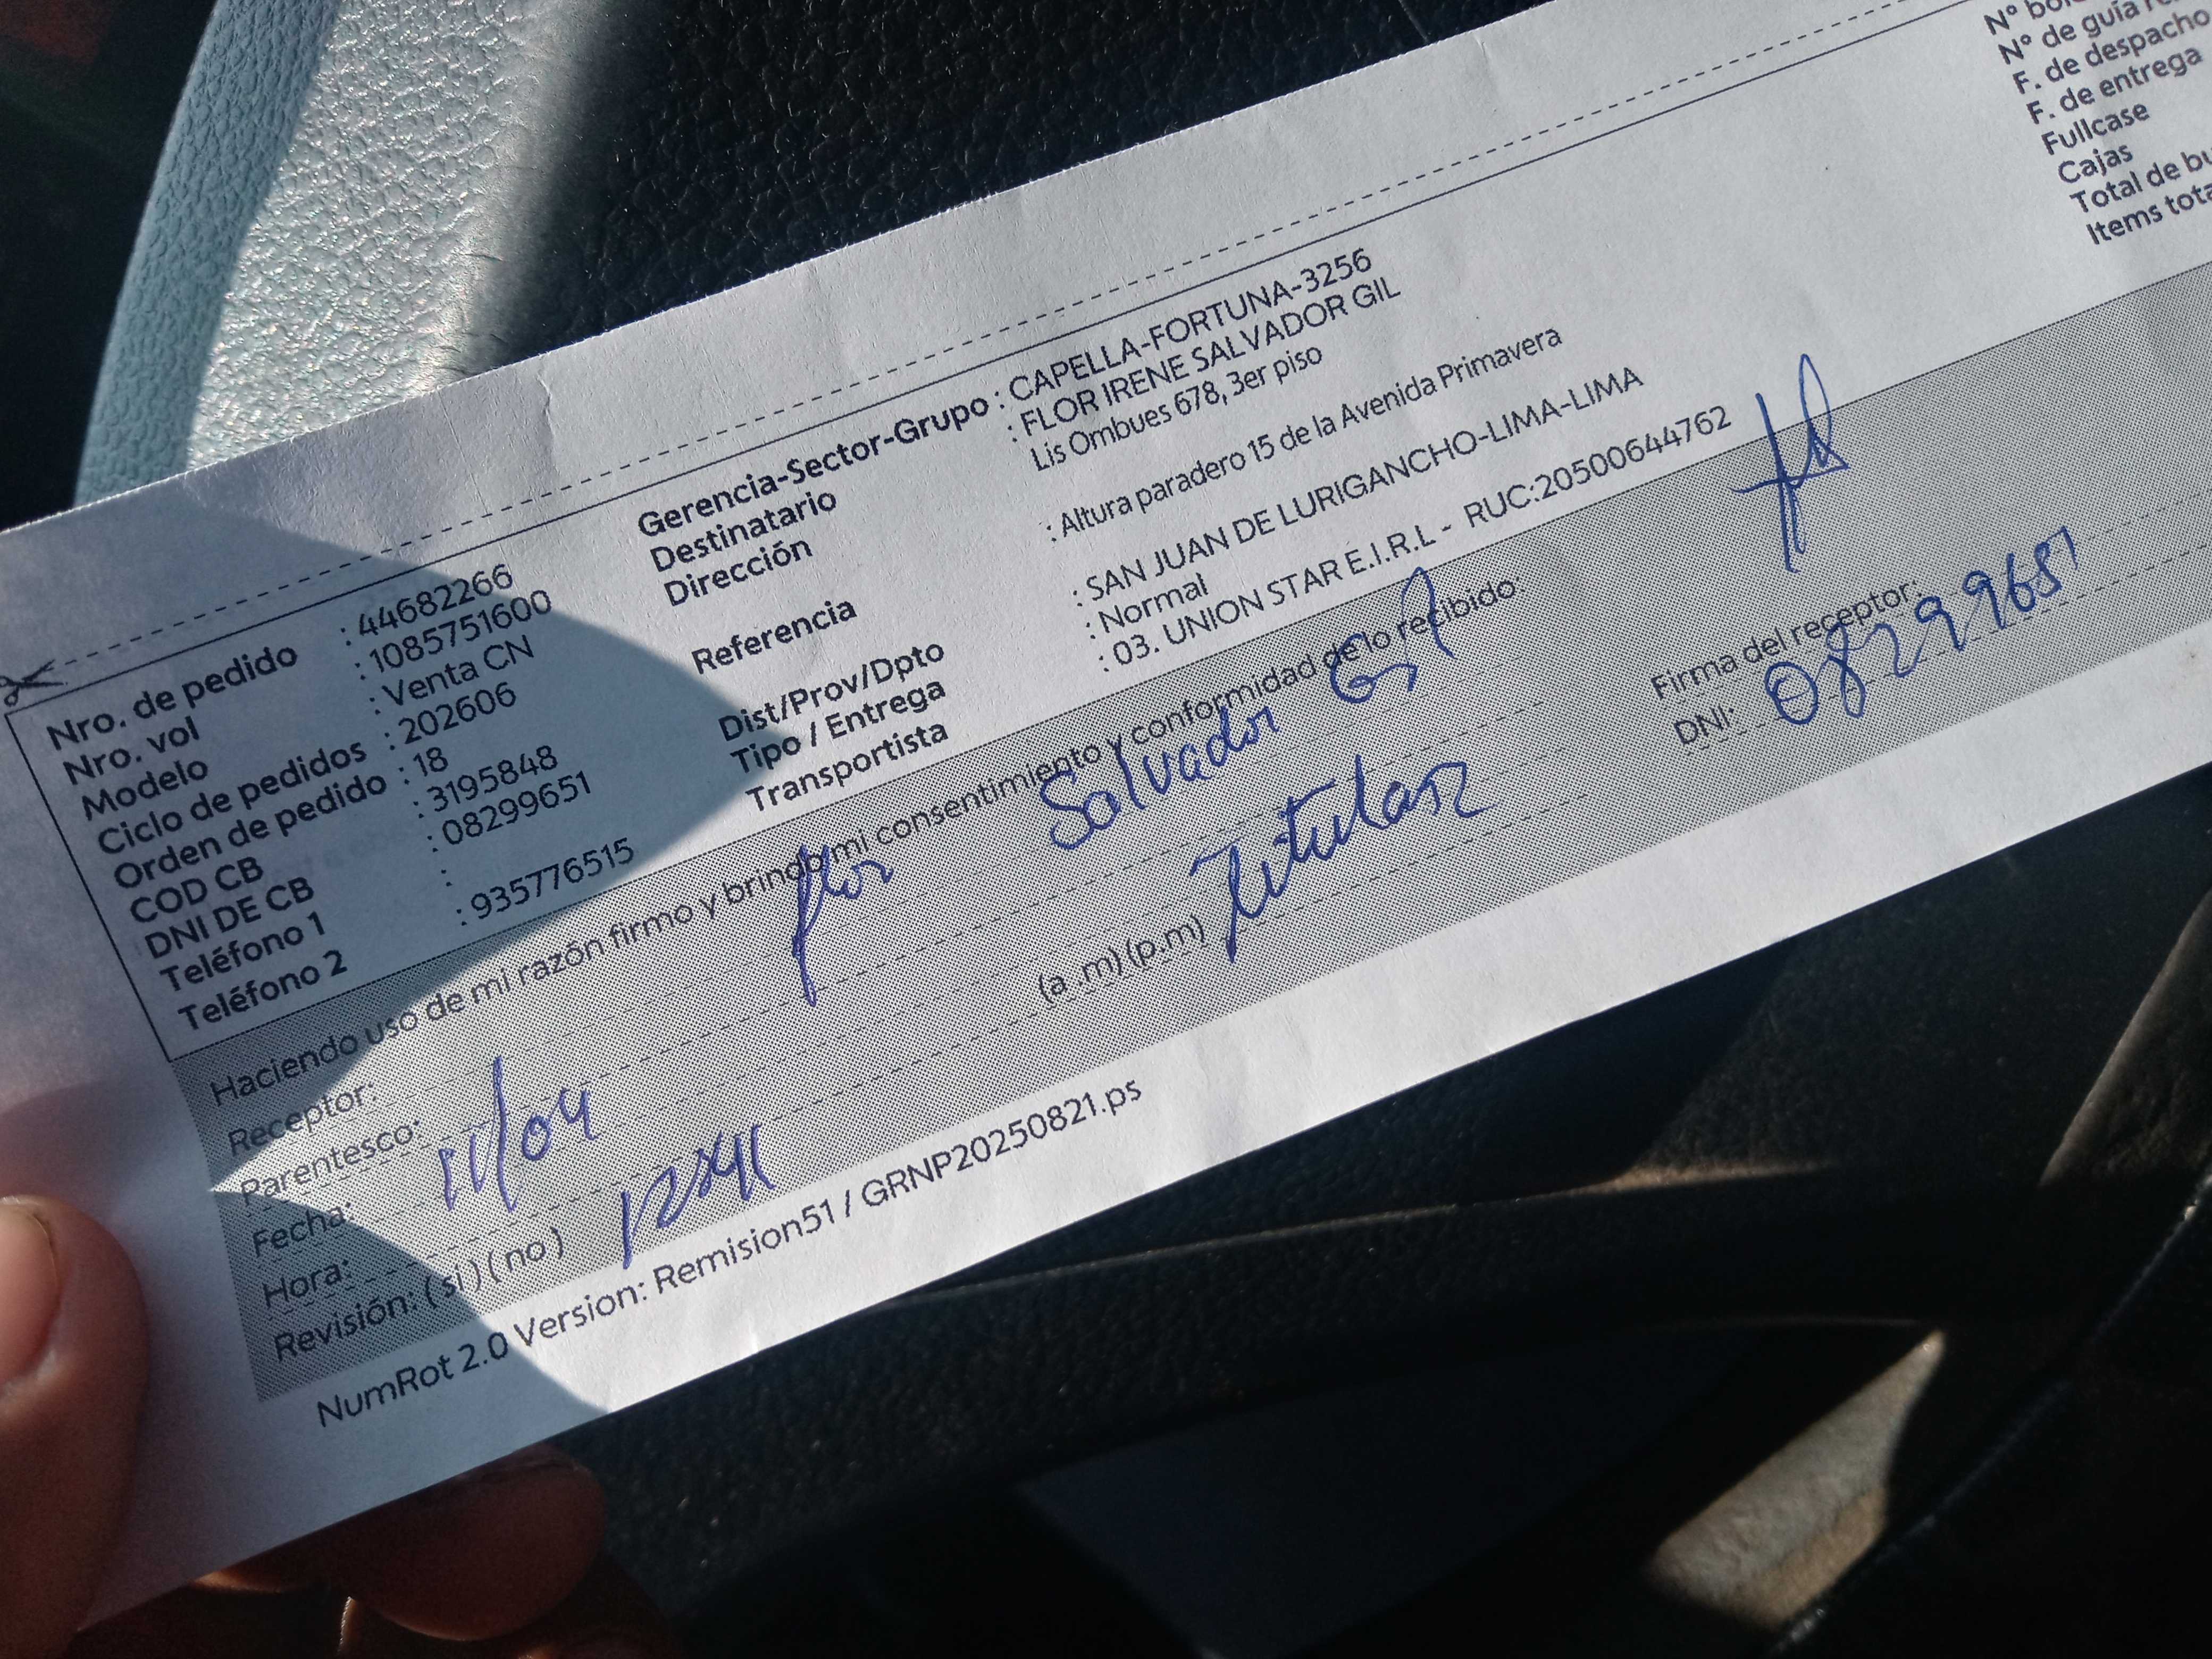 Nro. de pedido : 44682266
Nro. vol : 1085751600
Modelo : Venta CN
Ciclo de pedidos : 202606
Orden de pedido : 18
COD CB : 3195848
DNI DE CB : 08299651
Teléfono 1 :
Teléfono 2 : 935776515
Gerencia-Sector-Grupo : CAPELLA-FORTUNA-3256
Destinatario : FLOR IRENE SALVADOR GIL
Dirección Lis Ombues 678, 3er piso
Referencia : Altura paradero 15 de la Avenida Primavera
Dist/Prov/Dpto : SAN JUAN DE LURIGANCHO-LIMA-LIMA
Tipo / Entrega : Normal
Transportista : 03. UNION STAR E.I.R.L - RUC:20500644762
Nº
Nº de guía
F. de despacho
F. de entrega
Fullcase
Cajas
Total de
Items
Haciendo uso de mi razón firmo y brindo mi consentimiento y conformidad de lo recibido:
Receptor: flor Salvador Gil
Parentesco: Titular
Fecha: 11/04
Hora: (a .m) (p.m)
Revisión: ( si ) ( no )
Firma del receptor:
DNI: 08299651
NumRot 2.0 Version: Remision51 / GRNP20250821.ps